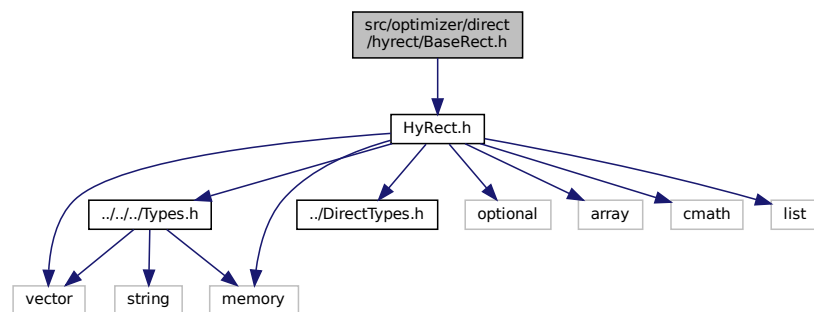 src/optimizer/direct
/hyrect/BaseRect.h
HyRect.h
../../../Types.h
../DirectTypes.h
optional
array
cmath
list
vector
string
memory